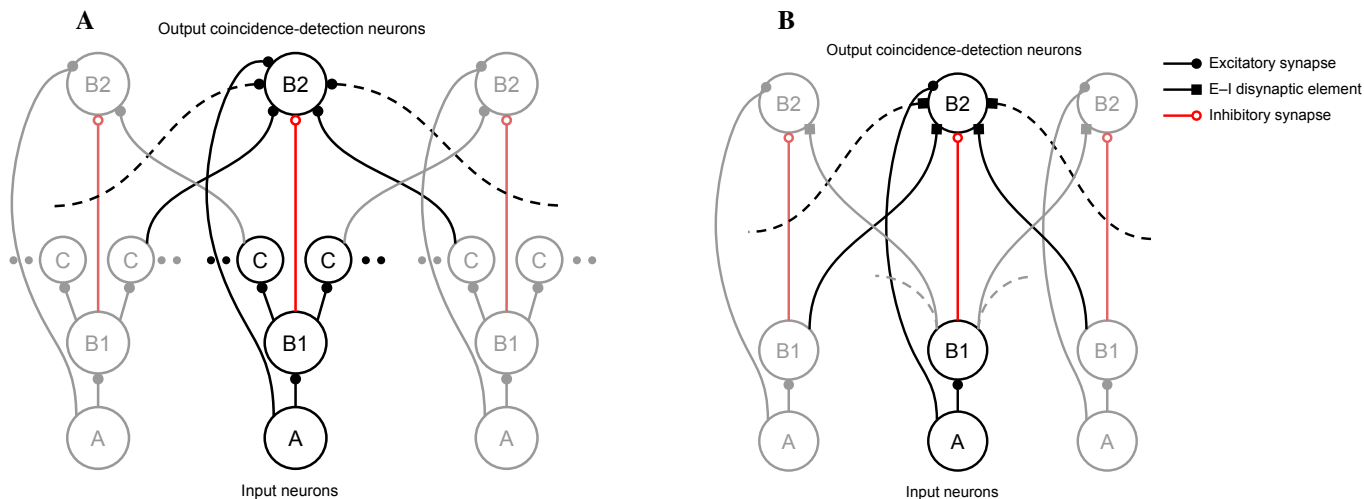 A
Output coincidence-detection neurons
B2
B2
B2
C
C
C
C
C
C
B1
B1
B1
A
A
A
Input neurons
B
Output coincidence-detection neurons
B2
B2
B2
B1
B1
B1
A
A
A
Input neurons
Excitatory synapse
E–I disynaptic element
Inhibitory synapse